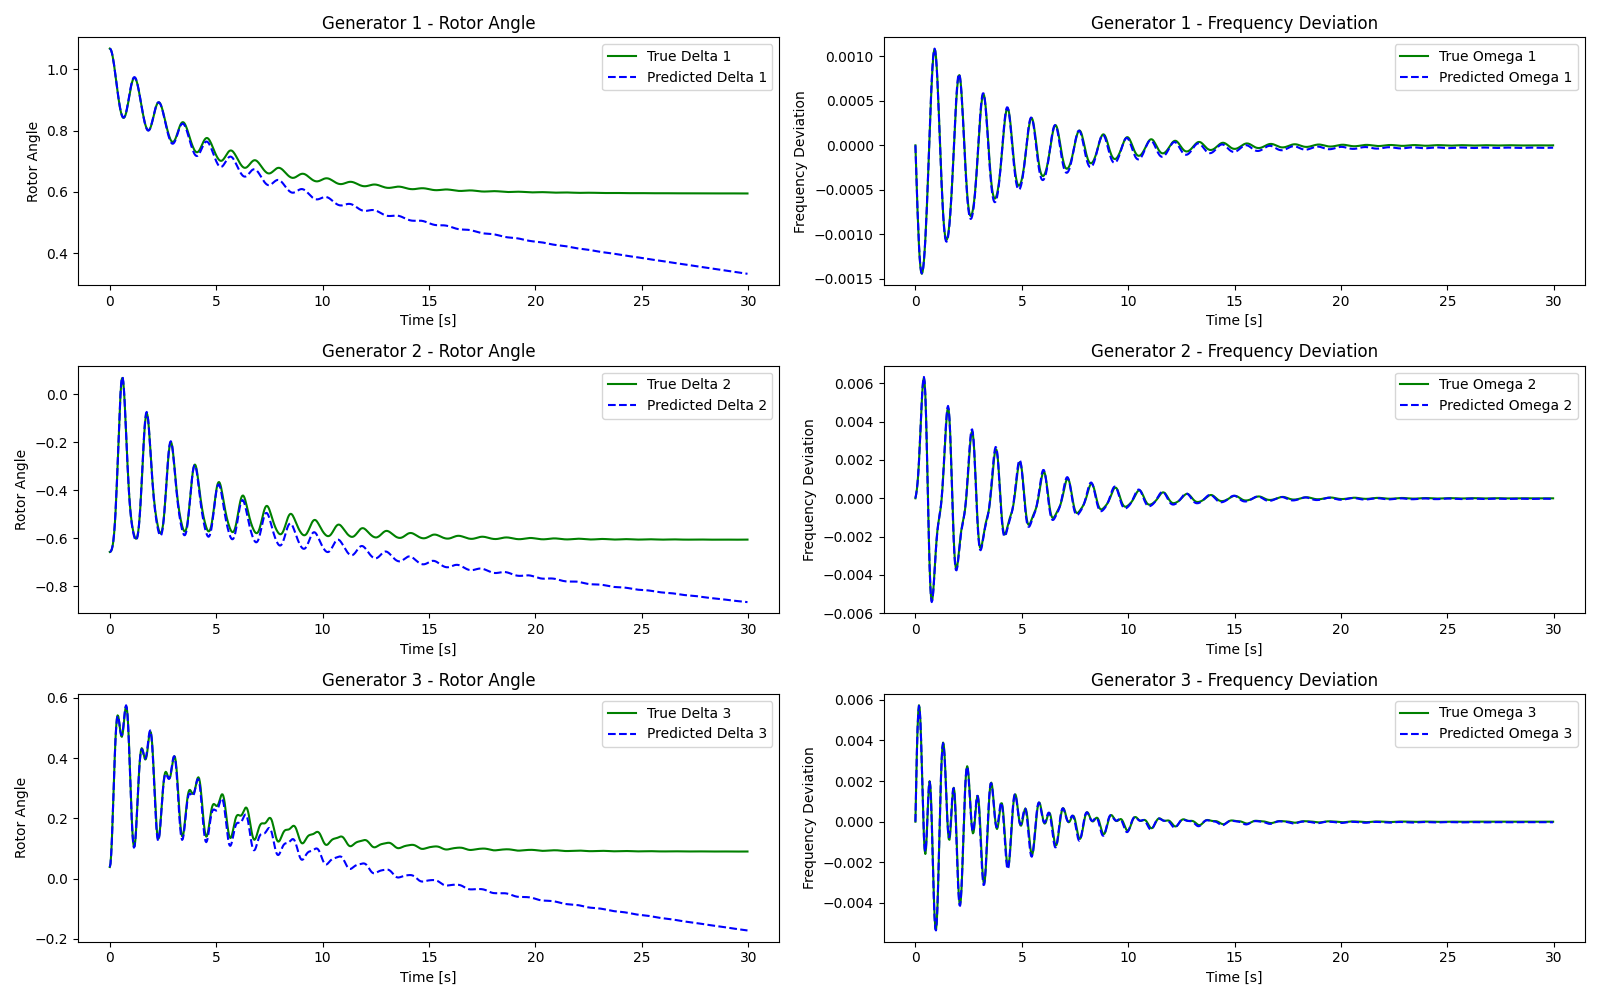 Generator 1 - Rotor Angle
True Delta 1
Predicted Delta 1
Rotor Angle
1.0
0.8
0.6
0.4
0 5 10 15 20 25 30
Time [s]
Generator 1 - Frequency Deviation
True Omega 1
Predicted Omega 1
Frequency Deviation
0.0010
0.0005
0.0000
−0.0005
−0.0010
−0.0015
0 5 10 15 20 25 30
Time [s]
Generator 2 - Rotor Angle
True Delta 2
Predicted Delta 2
Rotor Angle
0.0
−0.2
−0.4
−0.6
−0.8
0 5 10 15 20 25 30
Time [s]
Generator 2 - Frequency Deviation
True Omega 2
Predicted Omega 2
Frequency Deviation
0.006
0.004
0.002
0.000
−0.002
−0.004
−0.006
0 5 10 15 20 25 30
Time [s]
Generator 3 - Rotor Angle
True Delta 3
Predicted Delta 3
Rotor Angle
0.6
0.4
0.2
0.0
−0.2
0 5 10 15 20 25 30
Time [s]
Generator 3 - Frequency Deviation
True Omega 3
Predicted Omega 3
Frequency Deviation
0.006
0.004
0.002
0.000
−0.002
−0.004
0 5 10 15 20 25 30
Time [s]